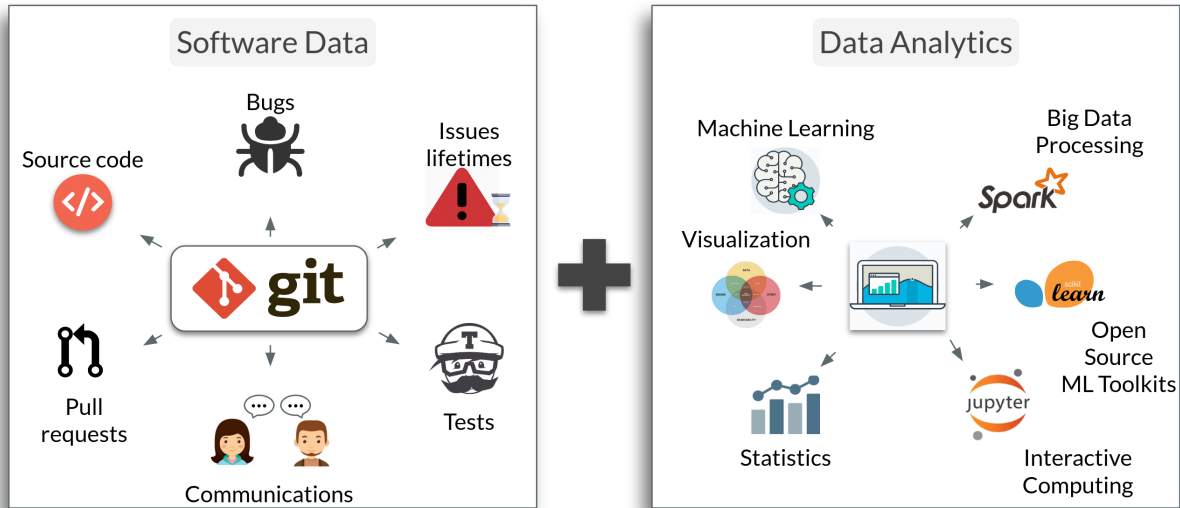 Software Data
Bugs
Issues
lifetimes
Source code
git
Pull
requests
T
Tests
Communications
Data Analytics
Machine Learning
Big Data
Processing
Spark
Visualization
scikit
learn
Open
Source
ML Toolkits
jupyter
Statistics
Interactive
Computing